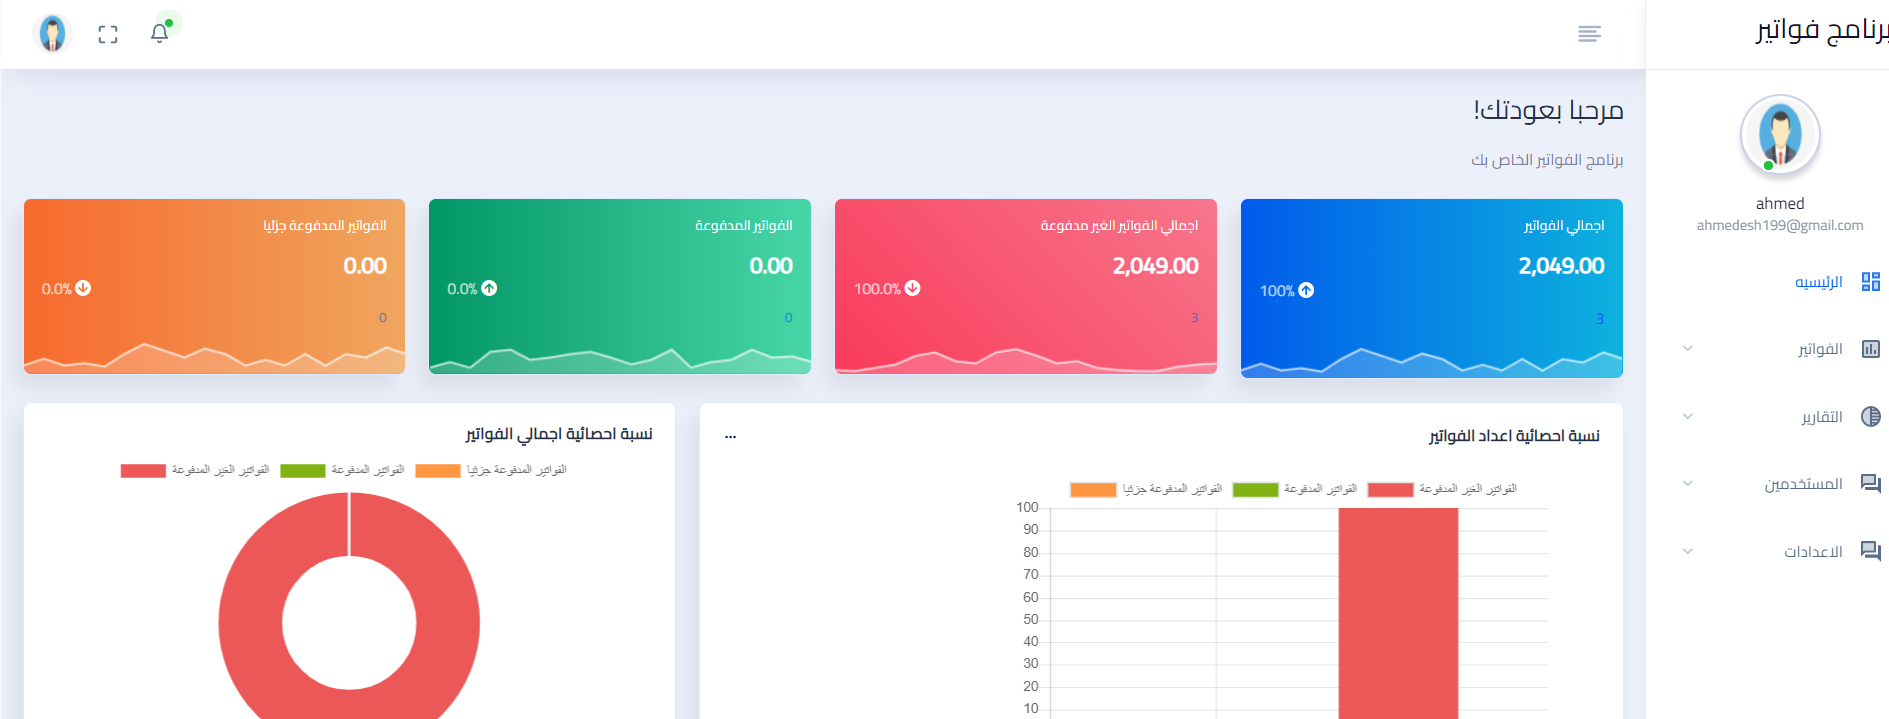 برنامج فواتير
ahmed
ahmedesh199@gmail.com
الرئيسيه
الفواتير
التقارير
المستخدمين
الاعدادات
مرحبا بعودتك!
برنامج الفواتير الخاص بك
اجمالي الفواتير
2,049.00
100%
3
اجمالي الفواتير الغير مدفوعة
2,049.00
100.0%
3
الفواتير المدفوعة
0.00
0.0%
0
الفواتير المدفوعة جزئيا
0.00
0.0%
0
نسبة احصائية اعداد الفواتير
...
الفواتير الغير المدفوعة
الفواتير المدفوعة
الفواتير المدفوعة جزئيا
100
90
80
70
60
50
40
30
20
10
نسبة احصائية اجمالي الفواتير
الفواتير المدفوعة جزئيا
الفواتير المدفوعة
الفواتير الغير المدفوعة